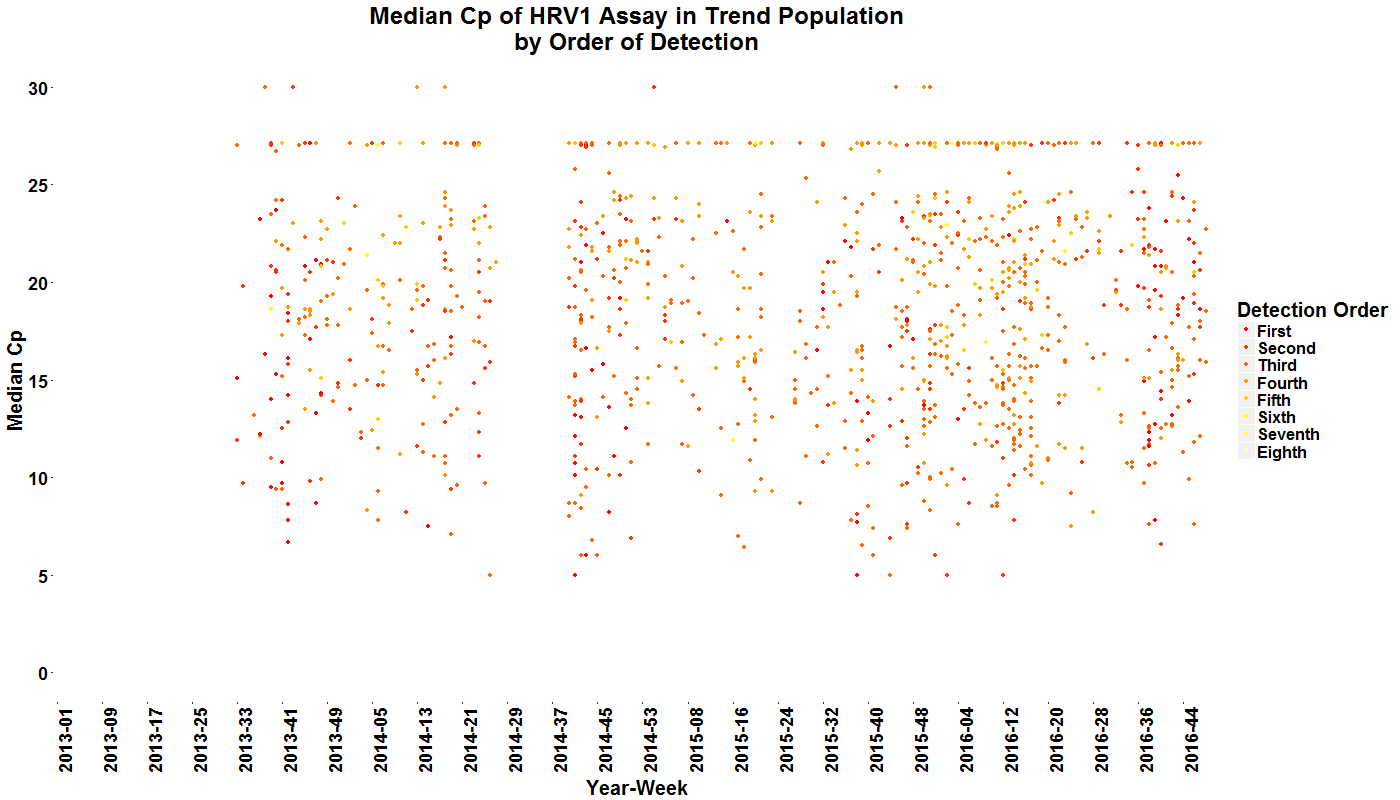 Median Cp of HRV1 Assay in Trend Population
by Order of Detection
30
25
20
15
10
5
0
Median Cp
2013-01
2013-09
2013-17
2013-25
2013-33
2013-41
2013-49
2014-05
2014-13
2014-21
2014-29
2014-37
2014-45
2014-53
2015-08
2015-16
2015-24
2015-32
2015-40
2015-48
2016-04
2016-12
2016-20
2016-28
2016-36
2016-44
Year-Week
Detection Order
First
Second
Third
Fourth
Fifth
Sixth
Seventh
Eighth